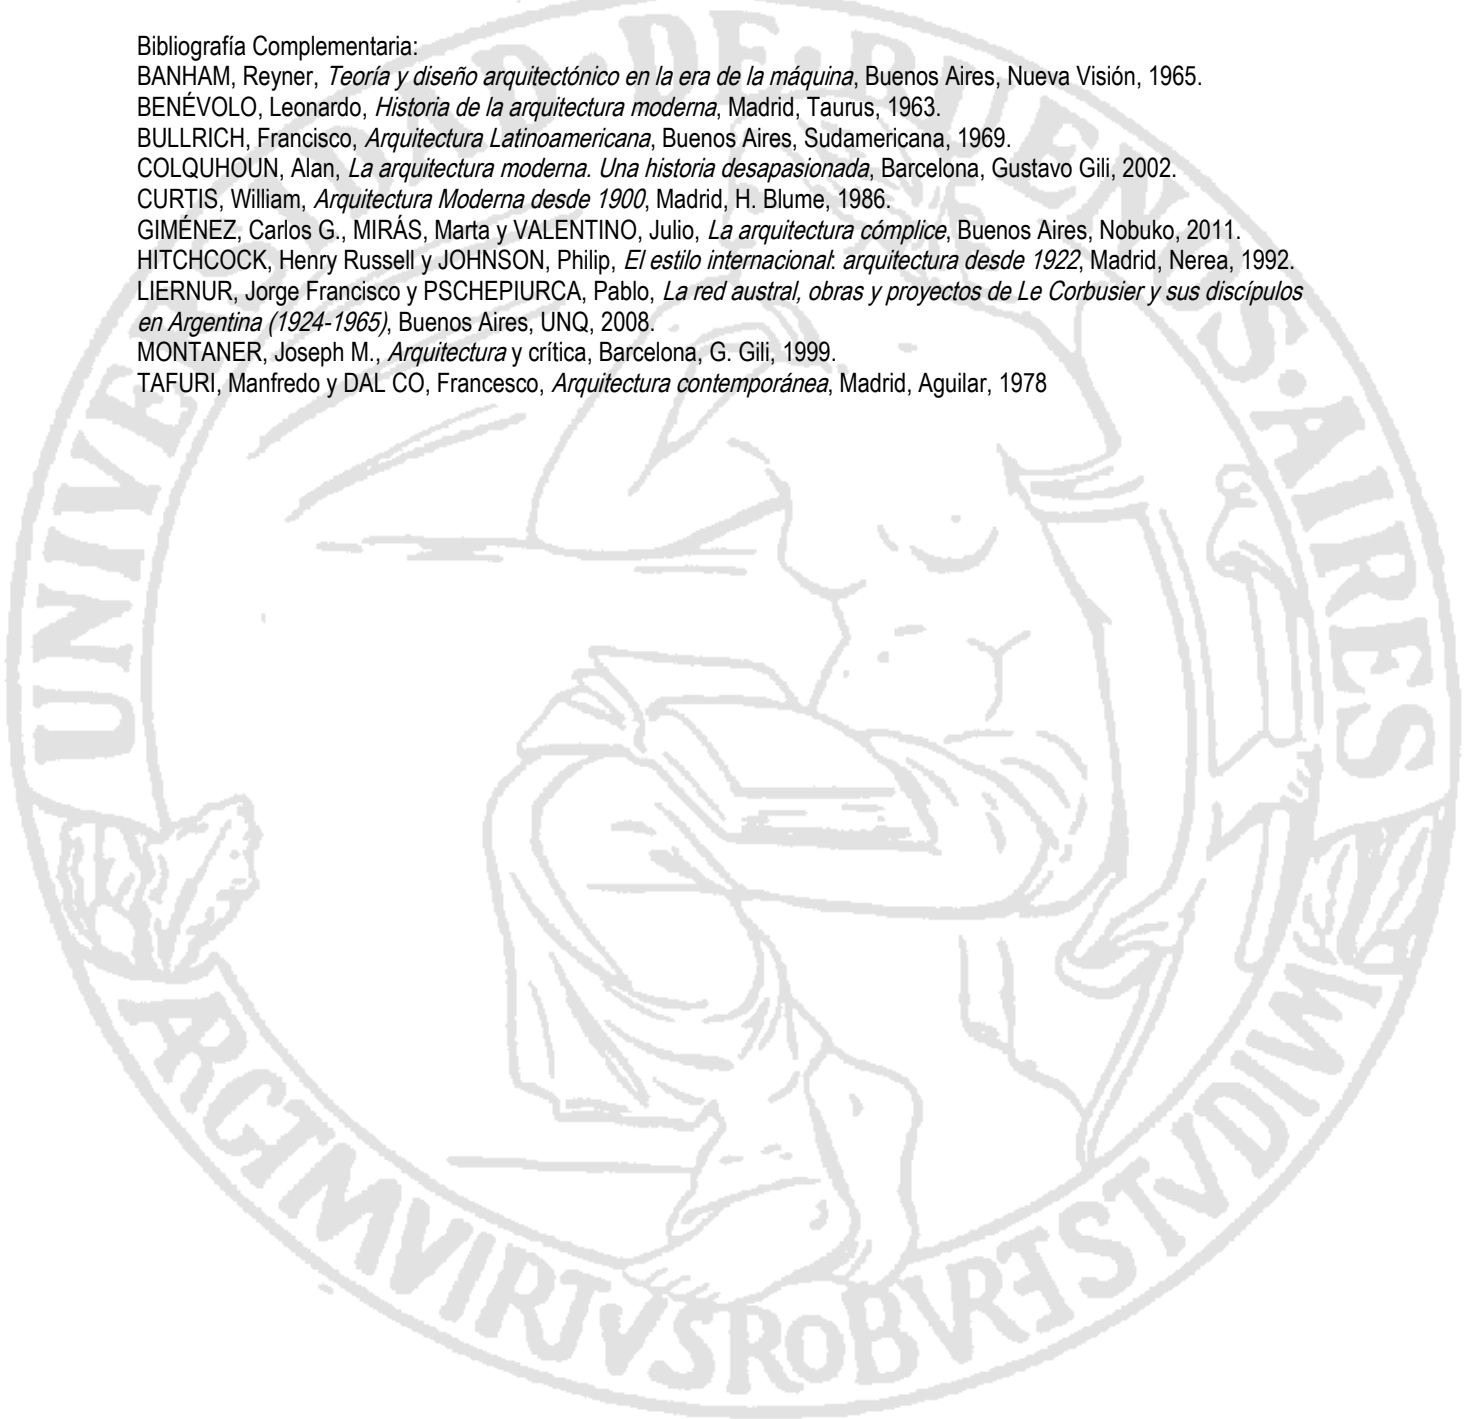 Bibliografía Complementaria:
BANHAM, Reyner, Teoría y diseño arquitectónico en la era de la máquina, Buenos Aires, Nueva Visión, 1965.
BENÉVOLO, Leonardo, Historia de la arquitectura moderna, Madrid, Taurus, 1963.
BULLRICH, Francisco, Arquitectura Latinoamericana, Buenos Aires, Sudamericana, 1969.
COLQUHOUN, Alan, La arquitectura moderna. Una historia desapasionada, Barcelona, Gustavo Gili, 2002.
CURTIS, William, Arquitectura Moderna desde 1900, Madrid, H. Blume, 1986.
GIMÉNEZ, Carlos G., MIRÁS, Marta y VALENTINO, Julio, La arquitectura cómplice, Buenos Aires, Nobuko, 2011.
HITCHCOCK, Henry Russell y JOHNSON, Philip, El estilo internacional: arquitectura desde 1922, Madrid, Nerea, 1992.
LIERNUR, Jorge Francisco y PSCHEPIURCA, Pablo, La red austral, obras y proyectos de Le Corbusier y sus discípulos
en Argentina (1924-1965), Buenos Aires, UNQ, 2008.
MONTANER, Joseph M., Arquitectura y crítica, Barcelona, G. Gili, 1999.
TAFURI, Manfredo y DAL CO, Francesco, Arquitectura contemporánea, Madrid, Aguilar, 1978
UNIVERSIDAD·DE·BUENOS·AIRES
ARGTMVIRTVSROBVRETSTVDIVM